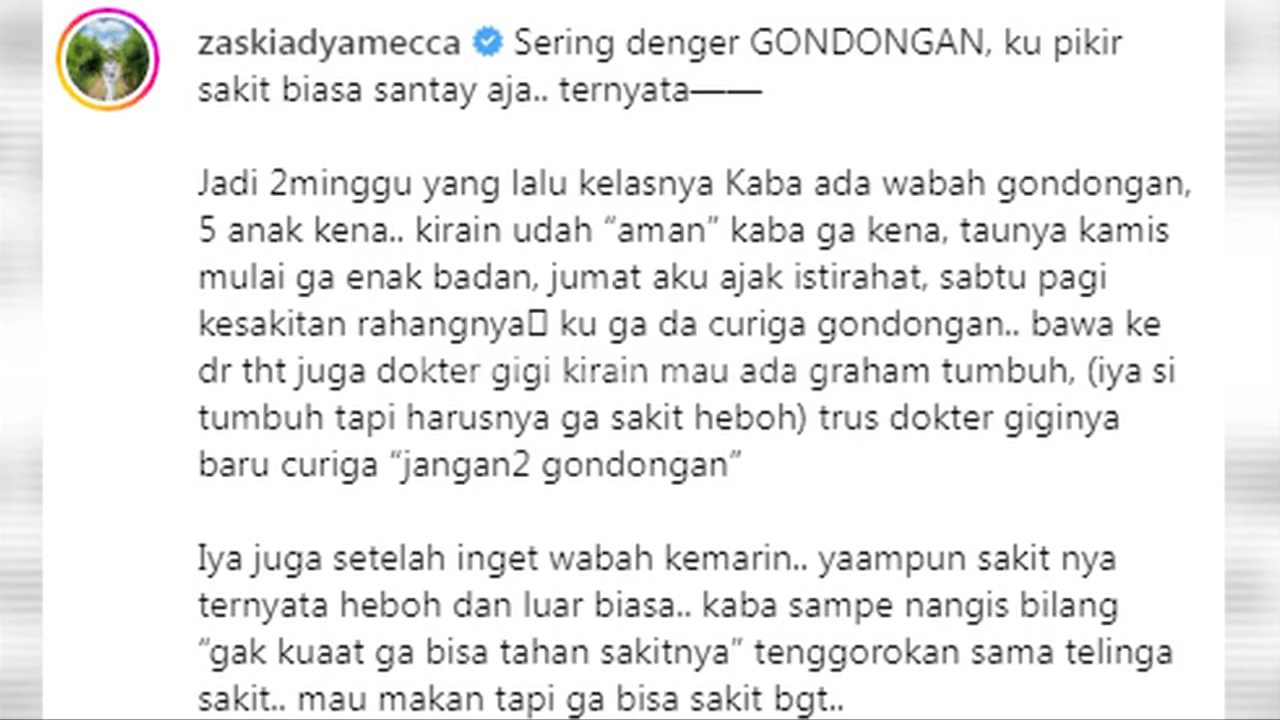 zaskiadyamecca Sering denger GONDONGAN, ku pikir
sakit biasa santay aja.. ternyata——
Jadi 2minggu yang lalu kelasnya Kaba ada wabah gondongan,
5 anak kena.. kirain udah “aman” kaba ga kena, taunya kamis
mulai ga enak badan, jumat aku ajak istirahat, sabtu pagi
kesakitan rahangnya▯ ku ga da curiga gondongan.. bawa ke
dr tht juga dokter gigi kirain mau ada graham tumbuh, (iya si
tumbuh tapi harusnya ga sakit heboh) trus dokter giginya
baru curiga “jangan2 gondongan”
Iya juga setelah inget wabah kemarin.. yaampun sakit nya
ternyata heboh dan luar biasa.. kaba sampe nangis bilang
“gak kuaat ga bisa tahan sakitnya” tenggorokan sama telinga
sakit.. mau makan tapi ga bisa sakit bgt..